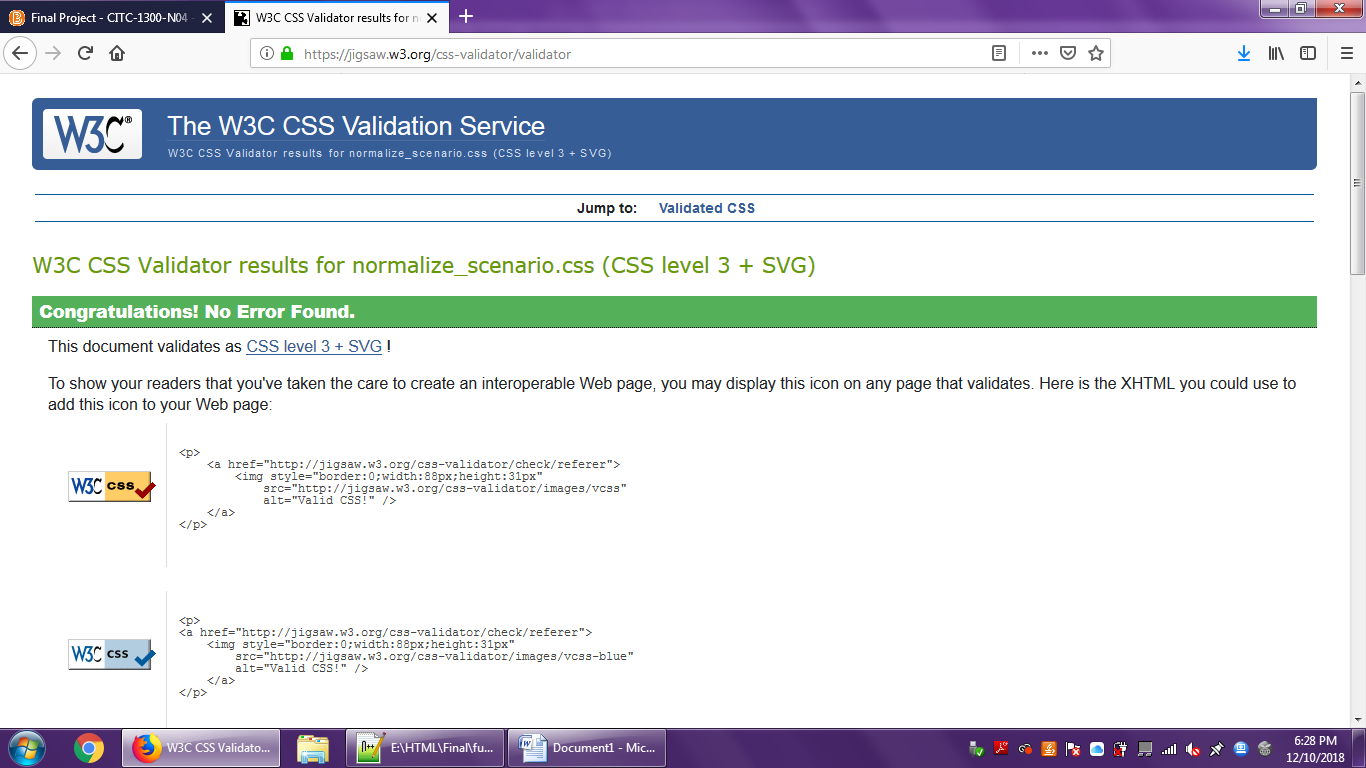 Final Project - CITC-1300-N04 -
W3C CSS Validator results for n
https://jigsaw.w3.org/css-validator/validator
W3C®
The W3C CSS Validation Service
W3C CSS Validator results for normalize_scenario.css (CSS level 3 + SVG)
Jump to: Validated CSS
W3C CSS Validator results for normalize_scenario.css (CSS level 3 + SVG)
Congratulations! No Error Found.
This document validates as CSS level 3 + SVG !
To show your readers that you've taken the care to create an interoperable Web page, you may display this icon on any page that validates. Here is the XHTML you could use to
add this icon to your Web page:
W3C css
<p>
<a href="http://jigsaw.w3.org/css-validator/check/referer">
<img style="border:0;width:88px;height:31px"
src="http://jigsaw.w3.org/css-validator/images/vcss"
alt="Valid CSS!" />
</a>
</p>
W3C css
<p>
<a href="http://jigsaw.w3.org/css-validator/check/referer">
<img style="border:0;width:88px;height:31px"
src="http://jigsaw.w3.org/css-validator/images/vcss-blue"
alt="Valid CSS!" />
</a>
</p>
W3C CSS Validato...
E:\HTML\Final\fu...
Document1 - Mic...
6:28 PM
12/10/2018